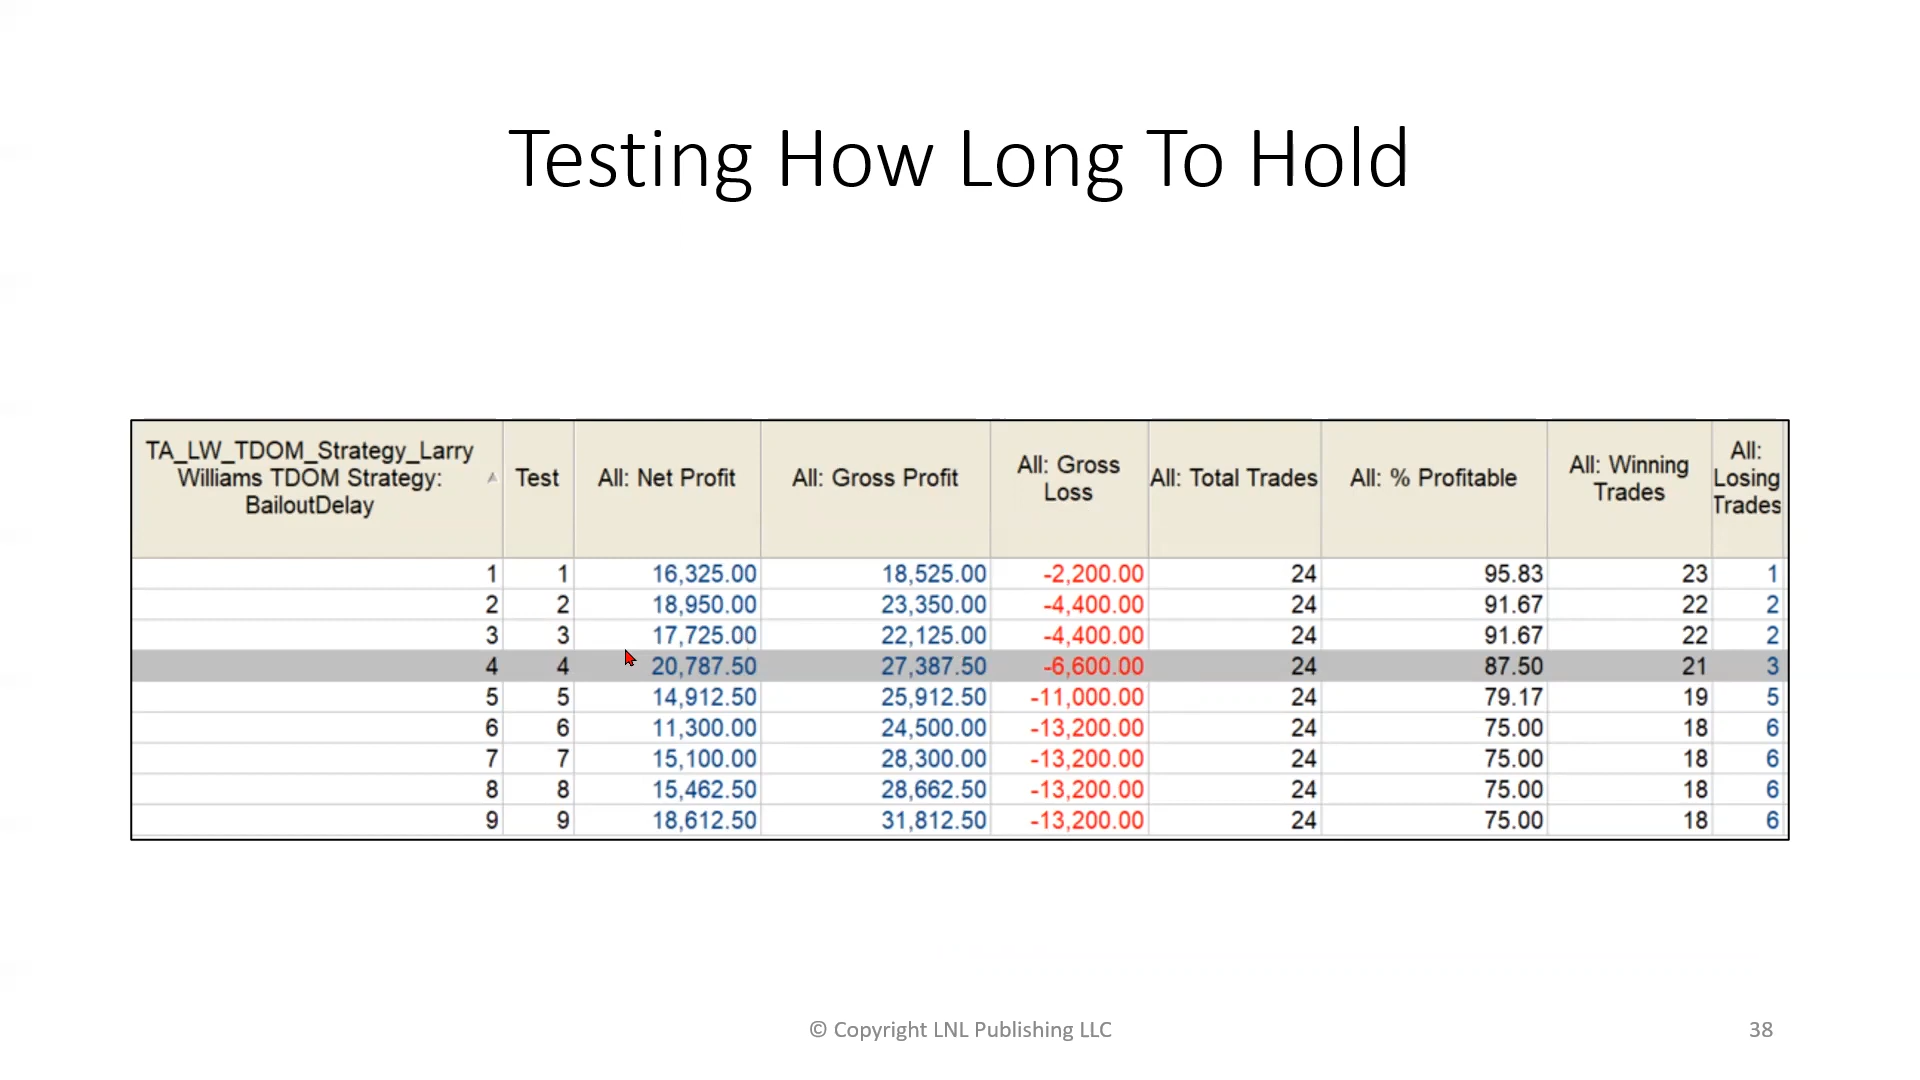 Testing How Long To Hold
TA_LW_TDOM_Strategy_Larry
Williams TDOM Strategy:
BailoutDelay
Test
All: Net Profit
All: Gross Profit
All: Gross
Loss
All: Total Trades
All: % Profitable
All: Winning
Trades
All:
Losing
Trades
1 1 16,325.00 18,525.00 -2,200.00 24 95.83 23 1
2 2 18,950.00 23,350.00 -4,400.00 24 91.67 22 2
3 3 17,725.00 22,125.00 -4,400.00 24 91.67 22 2
4 4 20,787.50 27,387.50 -6,600.00 24 87.50 21 3
5 5 14,912.50 25,912.50 -11,000.00 24 79.17 19 5
6 6 11,300.00 24,500.00 -13,200.00 24 75.00 18 6
7 7 15,100.00 28,300.00 -13,200.00 24 75.00 18 6
8 8 15,462.50 28,662.50 -13,200.00 24 75.00 18 6
9 9 18,612.50 31,812.50 -13,200.00 24 75.00 18 6
© Copyright LNL Publishing LLC
38